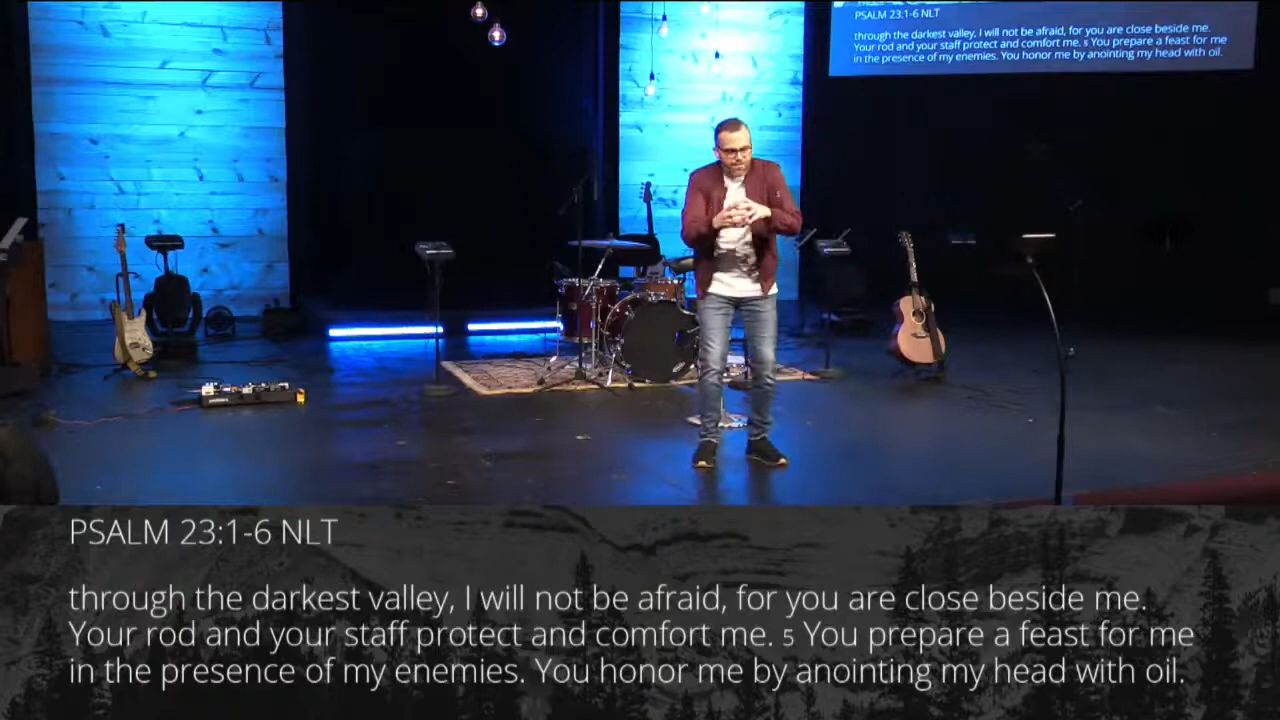 PSALM 23:1-6 NLT
through the darkest valley, I will not be afraid, for you are close beside me.
Your rod and your staff protect and comfort me. 5 You prepare a feast for me
in the presence of my enemies. You honor me by anointing my head with oil.
PSALM 23:1-6 NLT
through the darkest valley, I will not be afraid, for you are close beside me.
Your rod and your staff protect and comfort me. 5 You prepare a feast for me
in the presence of my enemies. You honor me by anointing my head with oil.